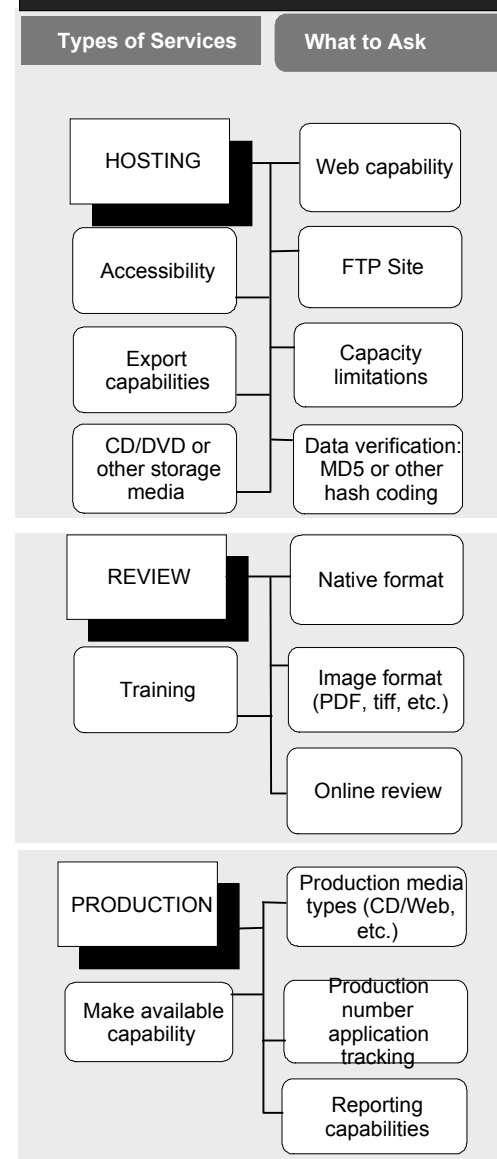 Types of Services
What to Ask
HOSTING
Web capability
Accessibility
FTP Site
Export
capabilities
Capacity
limitations
CD/DVD or
other storage
media
Data verification:
MD5 or other
hash coding
REVIEW
Native format
Training
Image format
(PDF, tiff, etc.)
Online review
PRODUCTION
Production media
types (CD/Web,
etc.)
Make available
capability
Production
number
application
tracking
Reporting
capabilities